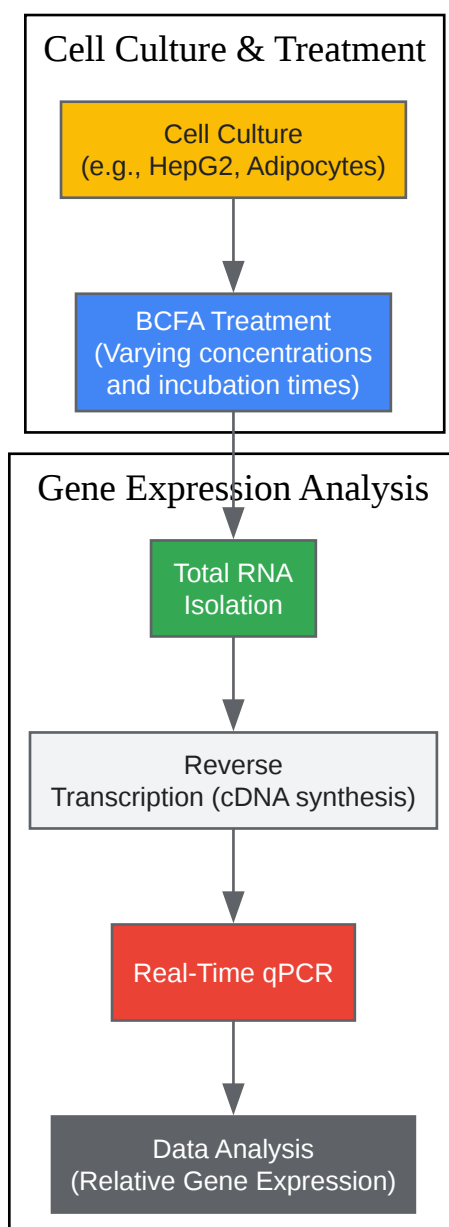 Cell Culture & Treatment
Cell Culture
(e.g., HepG2, Adipocytes)
BCFA Treatment
(Varying concentrations
and incubation times)
Gene Expression Analysis
Total RNA
Isolation
Reverse
Transcription (cDNA synthesis)
Real-Time qPCR
Data Analysis
(Relative Gene Expression)